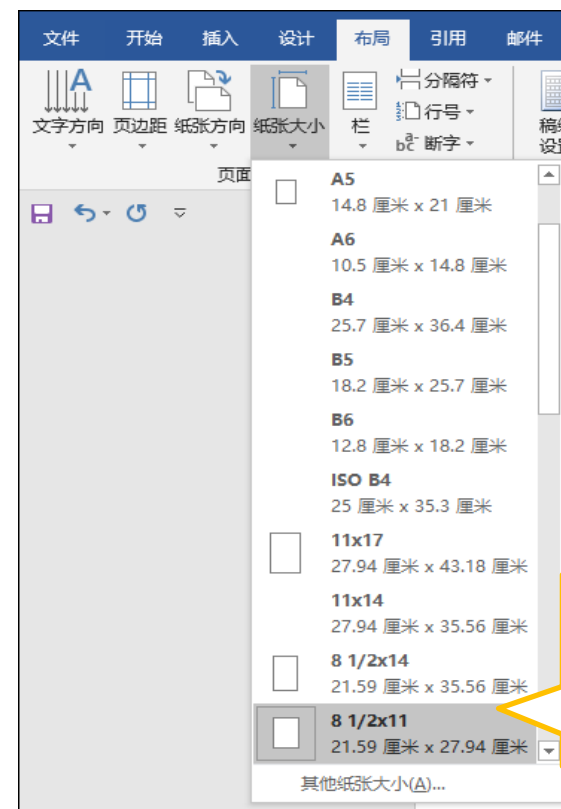 文件 开始 插入 设计 布局 引用 邮件
文字方向 页边距 纸张方向 纸张大小 栏
分隔符
行号
断字
页面
A5
14.8 厘米 x 21 厘米
A6
10.5 厘米 x 14.8 厘米
B4
25.7 厘米 x 36.4 厘米
B5
18.2 厘米 x 25.7 厘米
B6
12.8 厘米 x 18.2 厘米
ISO B4
25 厘米 x 35.3 厘米
11x17
27.94 厘米 x 43.18 厘米
11x14
27.94 厘米 x 35.56 厘米
8 1/2x14
21.59 厘米 x 35.56 厘米
8 1/2x11
21.59 厘米 x 27.94 厘米
其他纸张大小(A)...